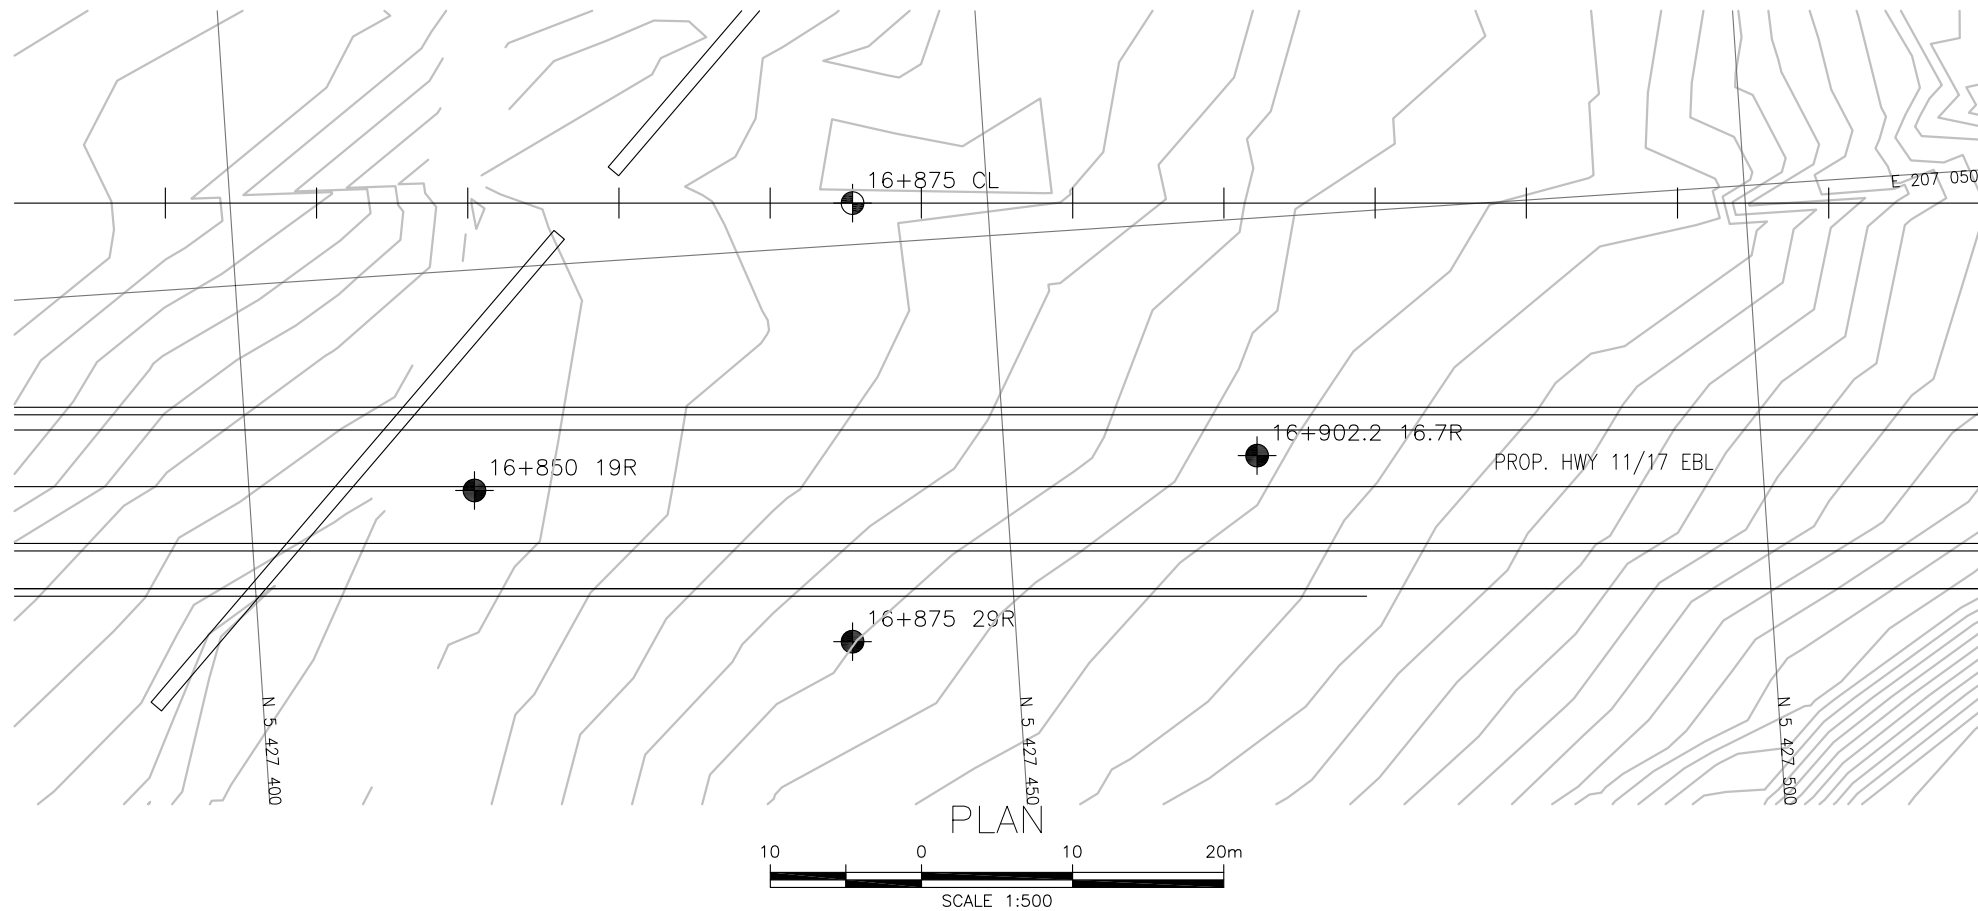 16+875 CL
E 207 050
16+902.2 16.7R
PROP. HWY 11/17 EBL
16+850 19R
16+875 29R
N 5 427 400
N 5 427 450
N 5 427 500
PLAN
10 0 10 20m
SCALE 1:500